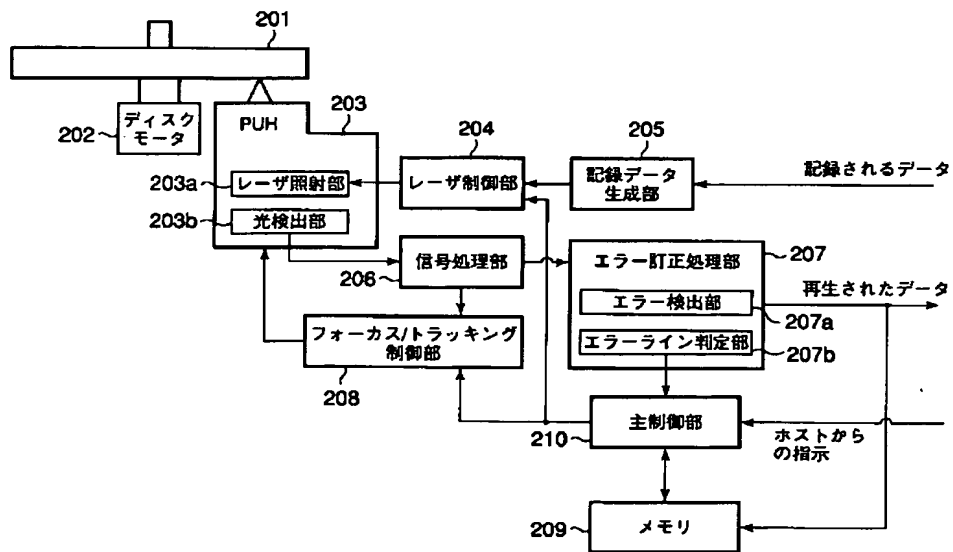 201
202
ディスク
モータ
PUH
203
203a
レーザ照射部
203b
光検出部
204
レーザ制御部
205
記録データ
生成部
記録されるデータ
信号処理部
206
エラー訂正処理部
207
エラー検出部
207a
エラーライン判定部
207b
再生されたデータ
フォーカス/トラッキング
制御部
208
主制御部
210
ホストから
の指示
メモリ
209